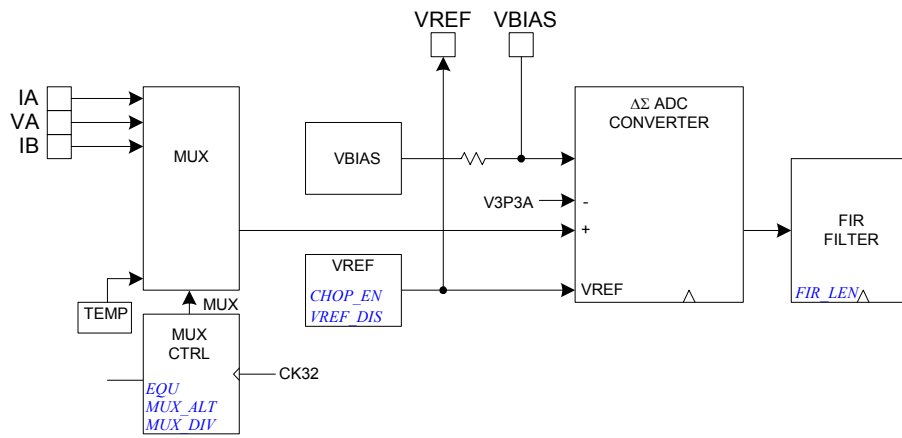 VREF
VBIAS
IA
VA
IB
MUX
ΔΣ ADC
CONVERTER
VBIAS
V3P3A
-
+
FIR
FILTER
VREF
CHOP_EN
VREF_DIS
VREF
FIR_LEN
TEMP
MUX
MUX
CTRL
CK32
EQU
MUX_ALT
MUX_DIV